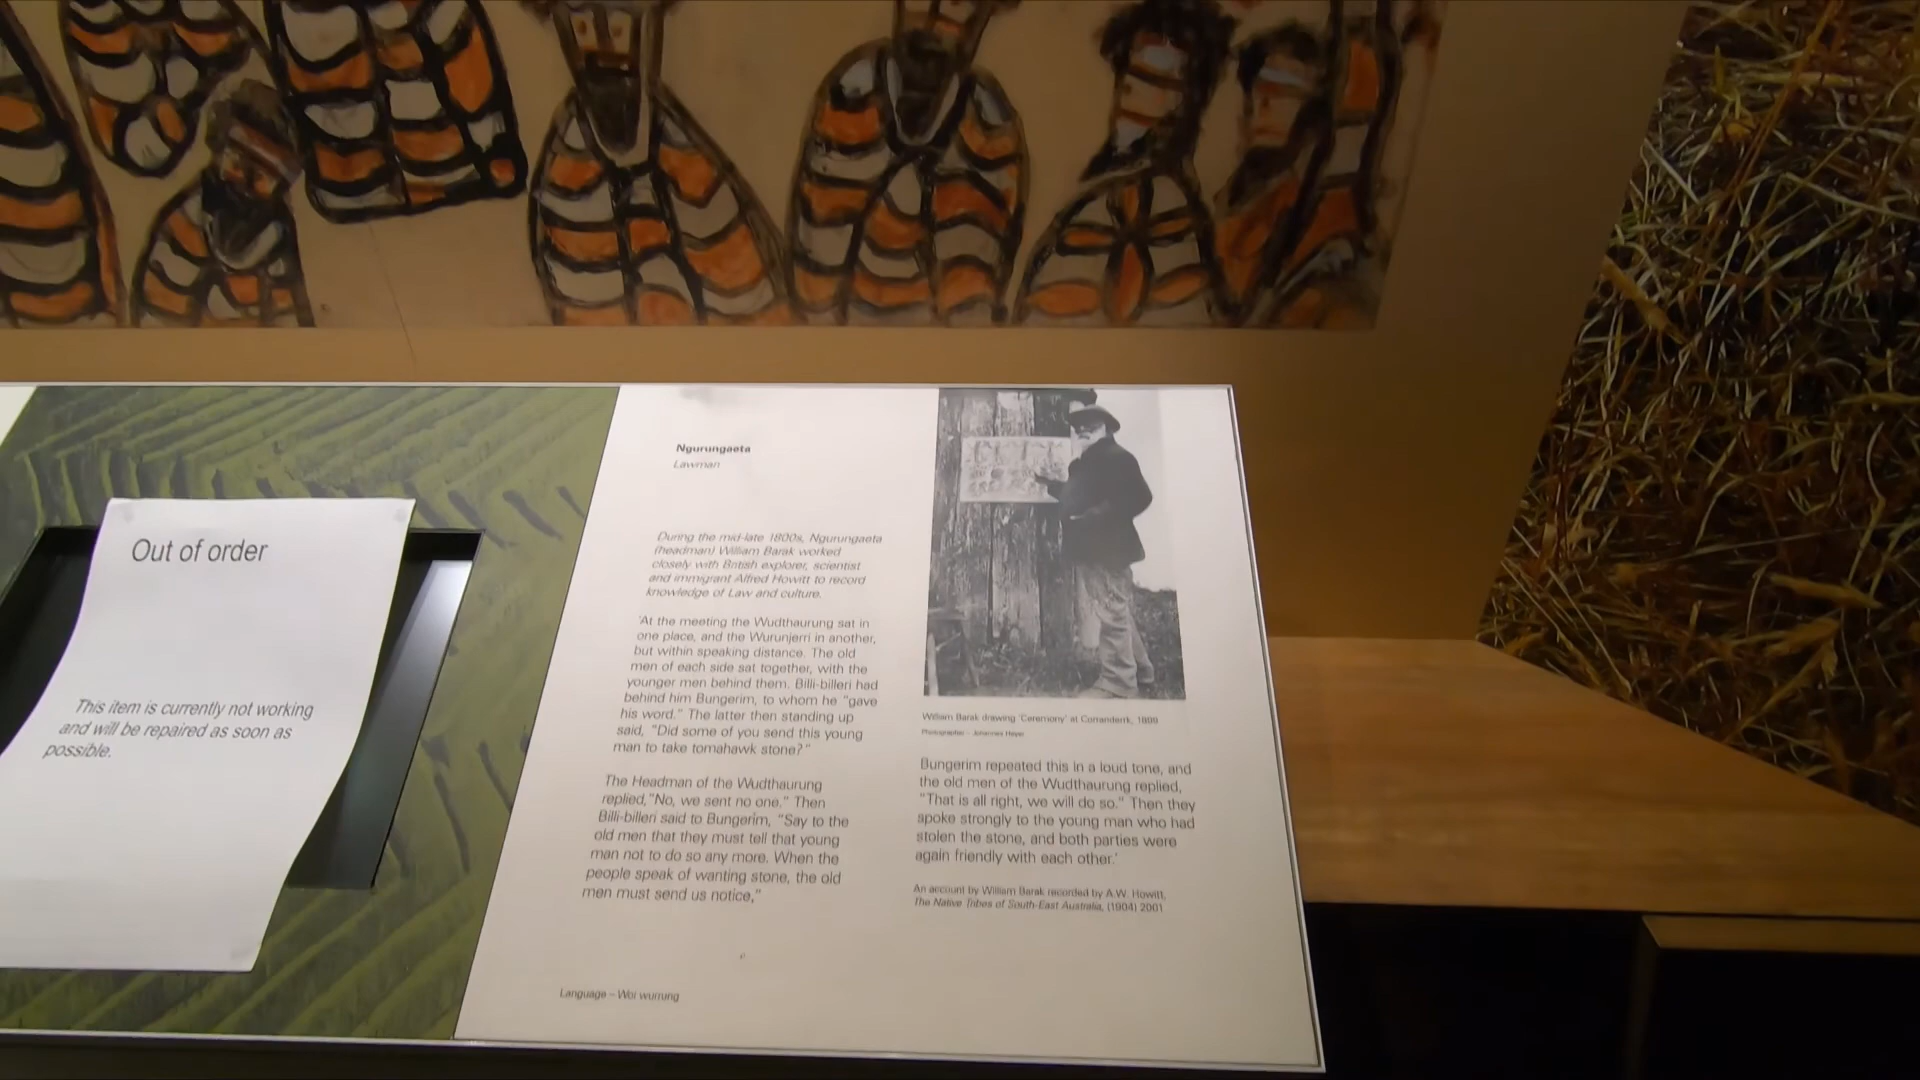 Out of order
This item is currently not working
and will be repaired as soon as
possible.
Ngurungaeta
Lawman
During the mid-late 1800s, Ngurungaeta
(headman) William Barak worked
closely with British explorer, scientist
and immigrant Alfred Howitt to record
knowledge of Law and culture.
'At the meeting the Wudthaurung sat in
one place, and the Wurunjerri in another,
but within speaking distance. The old
men of each side sat together, with the
younger men behind them. Billi-billeri had
behind him Bungerim, to whom he "gave
his word." The latter then standing up
said, "Did some of you send this young
man to take tomahawk stone?"
The Headman of the Wudthaurung
replied, "No, we sent no one." Then
Billi-billeri said to Bungerim, "Say to the
old men that they must tell that young
man not to do so any more. When the
people speak of wanting stone, the old
men must send us notice,"
William Barak drawing 'Ceremony' at Corranderrk, 1899
Photographer – Johannes Heyer
Bungerim repeated this in a loud tone, and
the old men of the Wudthaurung replied,
"That is all right, we will do so." Then they
spoke strongly to the young man who had
stolen the stone, and both parties were
again friendly with each other.'
An account by William Barak recorded by A.W. Howitt,
The Native Tribes of South-East Australia, (1904) 2001
Language – Woi wurrung